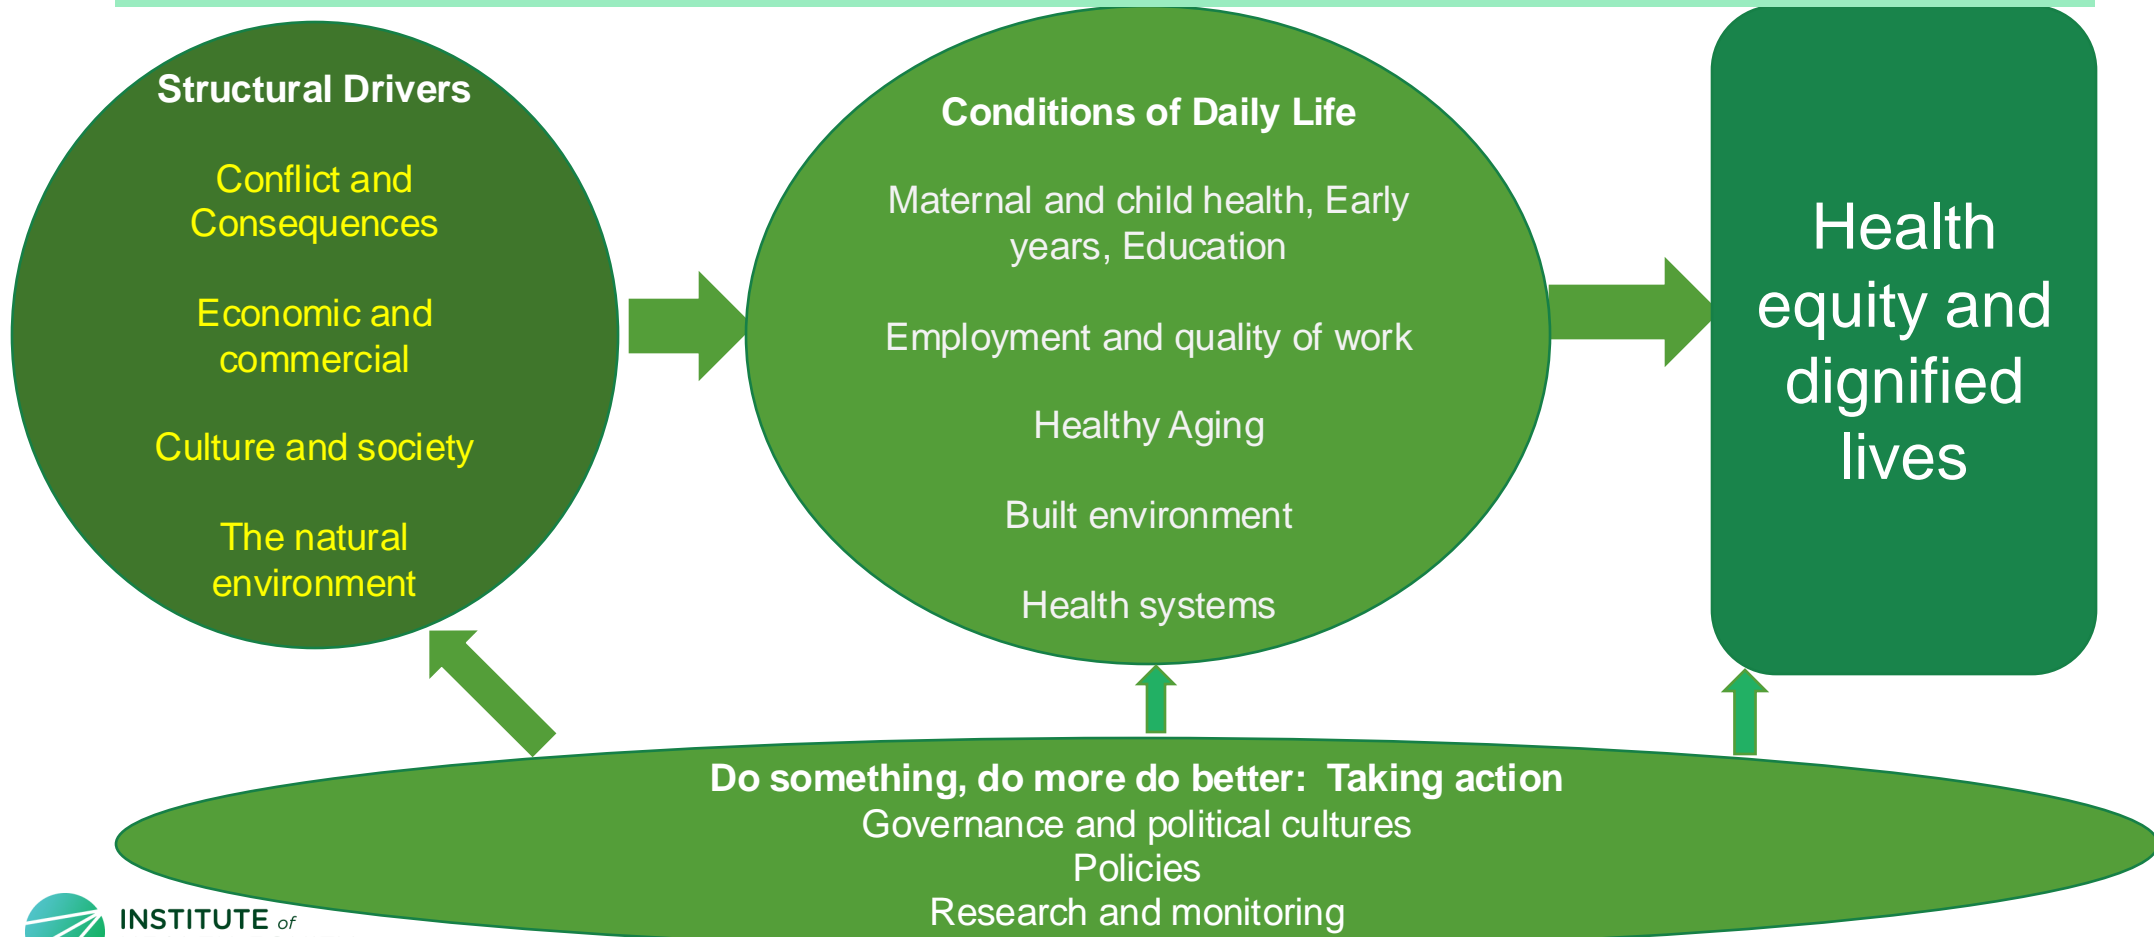 Structural Drivers
Conflict and
Consequences
Economic and
commercial
Culture and society
The natural
environment
Conditions of Daily Life
Maternal and child health, Early
years, Education
Employment and quality of work
Healthy Aging
Built environment
Health systems
Health
equity and
dignified
lives
Do something, do more do better:  Taking action
Governance and political cultures
Policies
Research and monitoring
INSTITUTE of